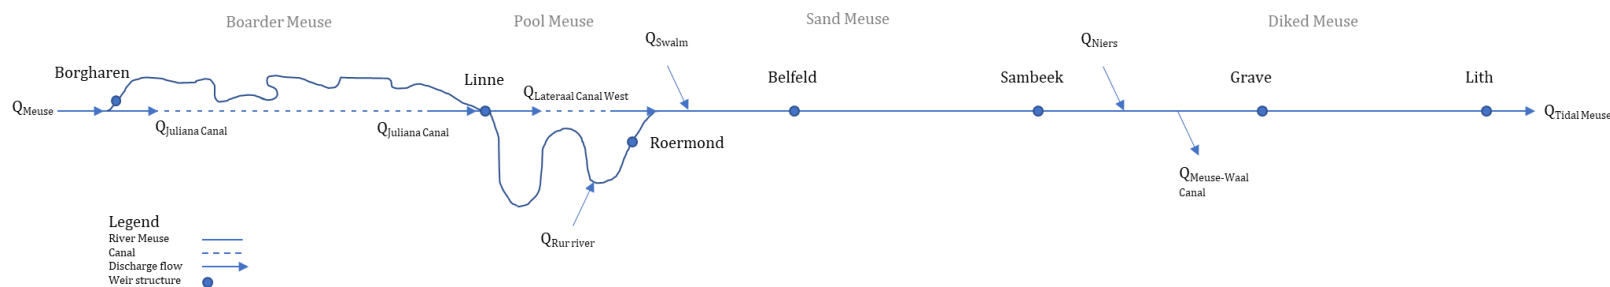 Boarder Meuse
Pool Meuse
Sand Meuse
Diked Meuse
QSwalm
QNiers
Borgharen
Linne
Belfeld
Sambeek
Grave
Lith
QLateraal Canal West
QMeuse
QTidal Meuse
QJuliana Canal
QJuliana Canal
Roermond
QMeuse-Waal
Canal
QRur river
Legend
River Meuse
Canal
Discharge flow
Weir structure